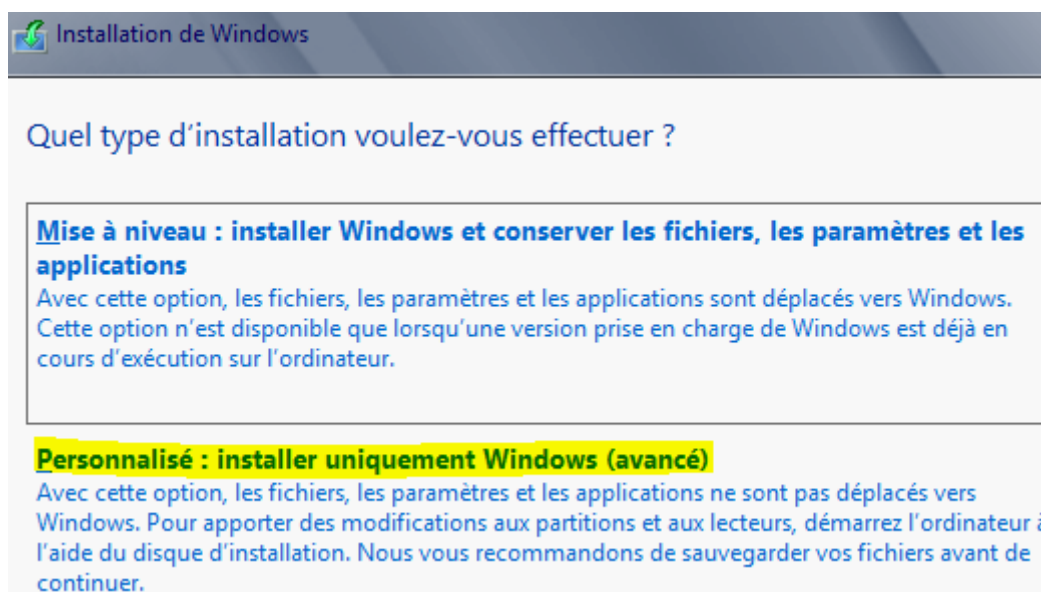 Installation de Windows
Quel type d'installation voulez-vous effectuer ?
Mise à niveau : installer Windows et conserver les fichiers, les paramètres et les
applications
Avec cette option, les fichiers, les paramètres et les applications sont déplacés vers Windows.
Cette option n'est disponible que lorsqu'une version prise en charge de Windows est déjà en
cours d'exécution sur l'ordinateur.
Personnalisé : installer uniquement Windows (avancé)
Avec cette option, les fichiers, les paramètres et les applications ne sont pas déplacés vers
Windows. Pour apporter des modifications aux partitions et aux lecteurs, démarrez l'ordinateur à
l'aide du disque d'installation. Nous vous recommandons de sauvegarder vos fichiers avant de
continuer.